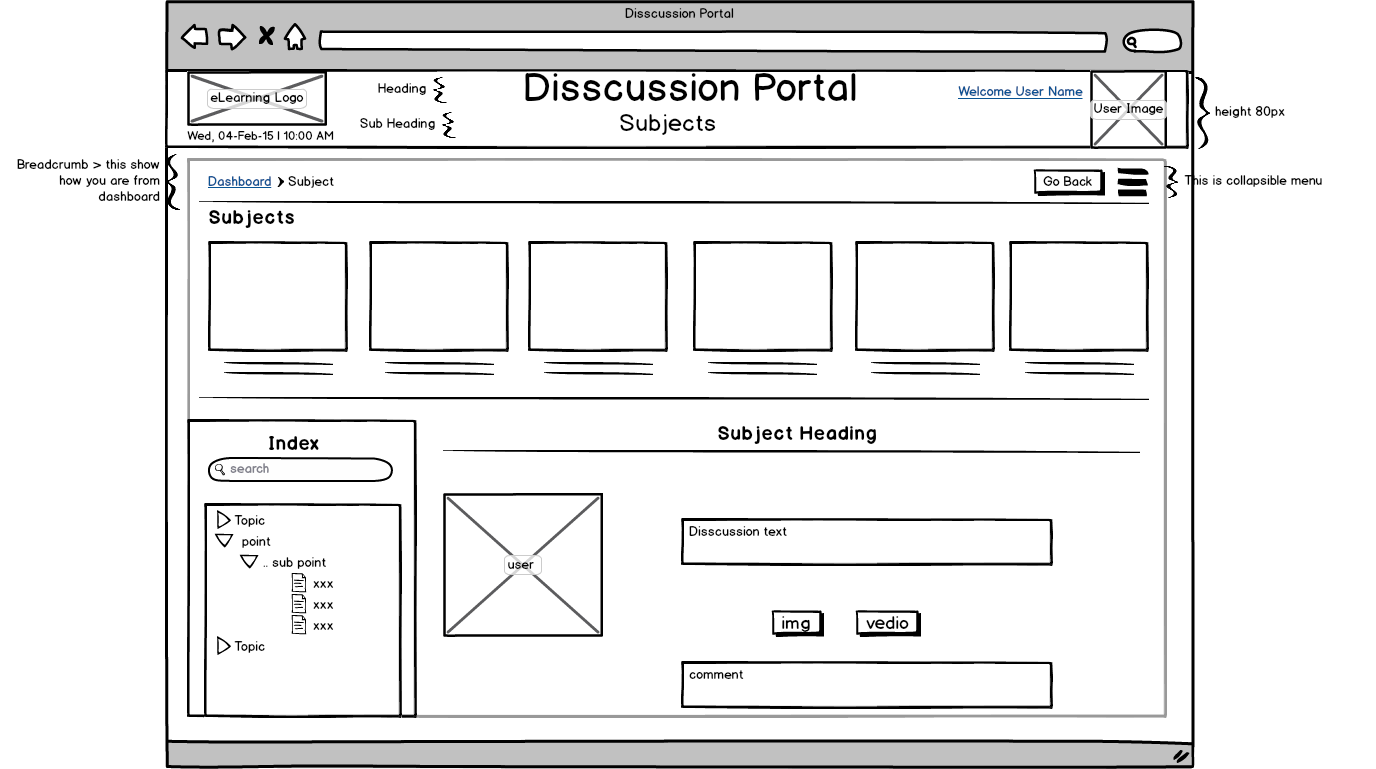 Disscussion Portal
eLearning Logo
Heading
Disscussion Portal
Welcome User Name
User Image
height 80px
Sub Heading
Subjects
Wed, 04-Feb-15 | 10:00 AM
Breadcrumb > this show
how you are from
dashboard
Dashboard > Subject
Go Back
This is collapsible menu
Subjects
Index
search
Topic
point
.. sub point
xxx
xxx
xxx
Topic
Subject Heading
user
Disscussion text
img
vedio
comment